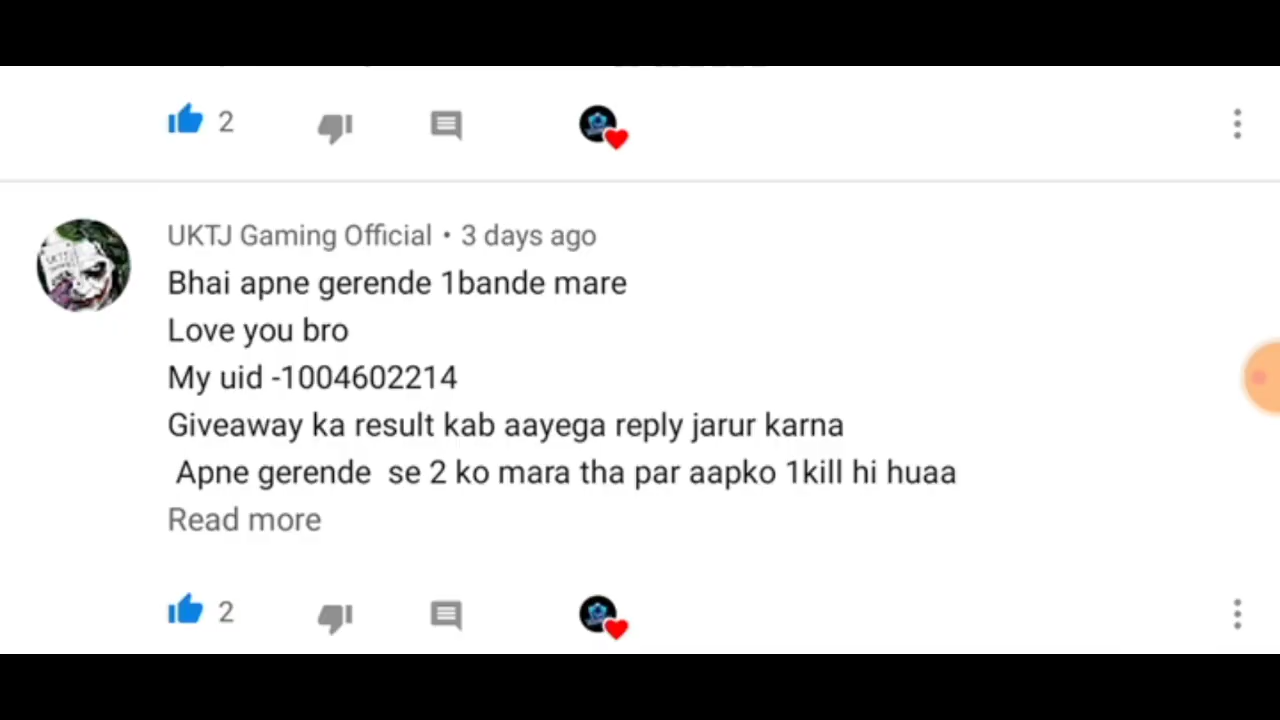 2
UKTJ Gaming Official • 3 days ago
Bhai apne gerende 1bande mare
Love you bro
My uid -1004602214
Giveaway ka result kab aayega reply jarur karna
Apne gerende se 2 ko mara tha par aapko 1kill hi huaa
Read more
2